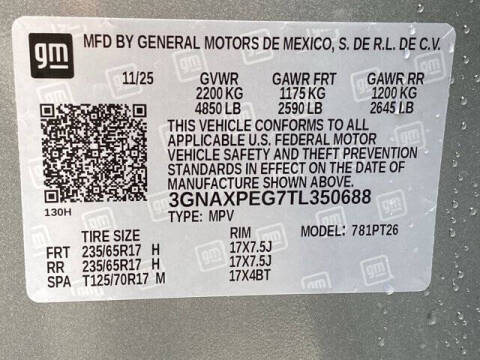 gm MFD BY GENERAL MOTORS DE MEXICO, S. DE R.L. DE C.V.
11/25 GVWR GAWR FRT GAWR RR
2200 KG 1175 KG 1200 KG
4850 LB 2590 LB 2645 LB
THIS VEHICLE CONFORMS TO ALL
APPLICABLE U.S. FEDERAL MOTOR
VEHICLE SAFETY AND THEFT PREVENTION
STANDARDS IN EFFECT ON THE DATE OF
MANUFACTURE SHOWN ABOVE.
3GNAXPEG7TL350688
130H TYPE: MPV MODEL: 781PT26
TIRE SIZE RIM
FRT 235/65R17 H 17X7.5J
RR 235/65R17 H 17X7.5J
SPA T125/70R17 M 17X4BT